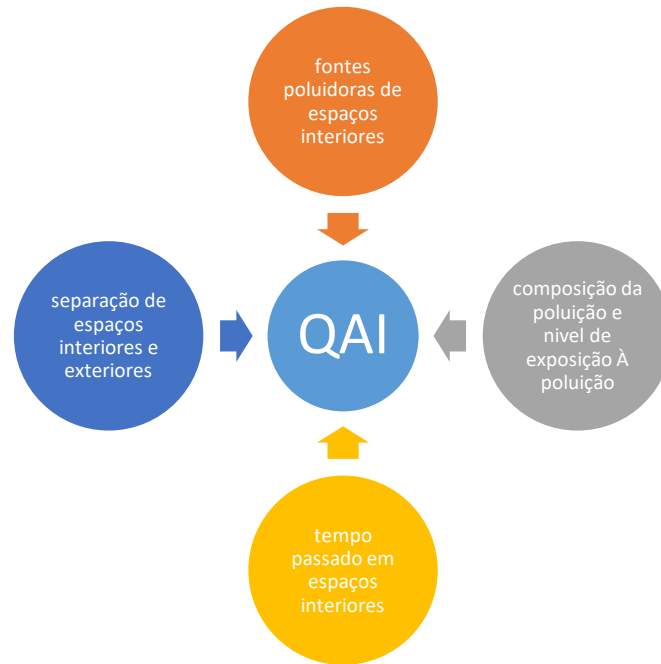 fontes
poluidoras de
espaços
interiores
separação de
espaços
interiores e
exteriores
QAI
composição da
poluição e
nivel de
exposição À
poluição
tempo
passado em
espaços
interiores